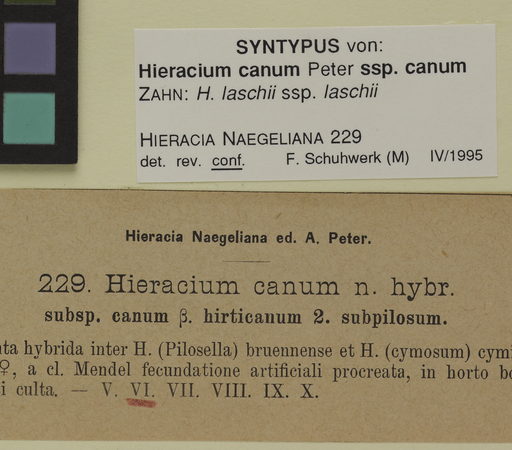 SYNTYPUS von:
Hieracium canum Peter ssp. canum
ZAHN: H. laschii ssp. laschii
HIERACIA NAEGELIANA 229
det. rev. conf. F. Schuhwerk (M) IV/1995
Hieracia Naegeliana ed. A. Peter.
229. Hieracium canum n. hybr.
subsp. canum β. hirticanum 2. subpilosum.
hybrida inter H. (Pilosella) bruennense et H. (cymosum)
♀, a cl. Mendel fecundatione artificiali procreata, in horto
culta. — V. VI. VII. VIII. IX. X.